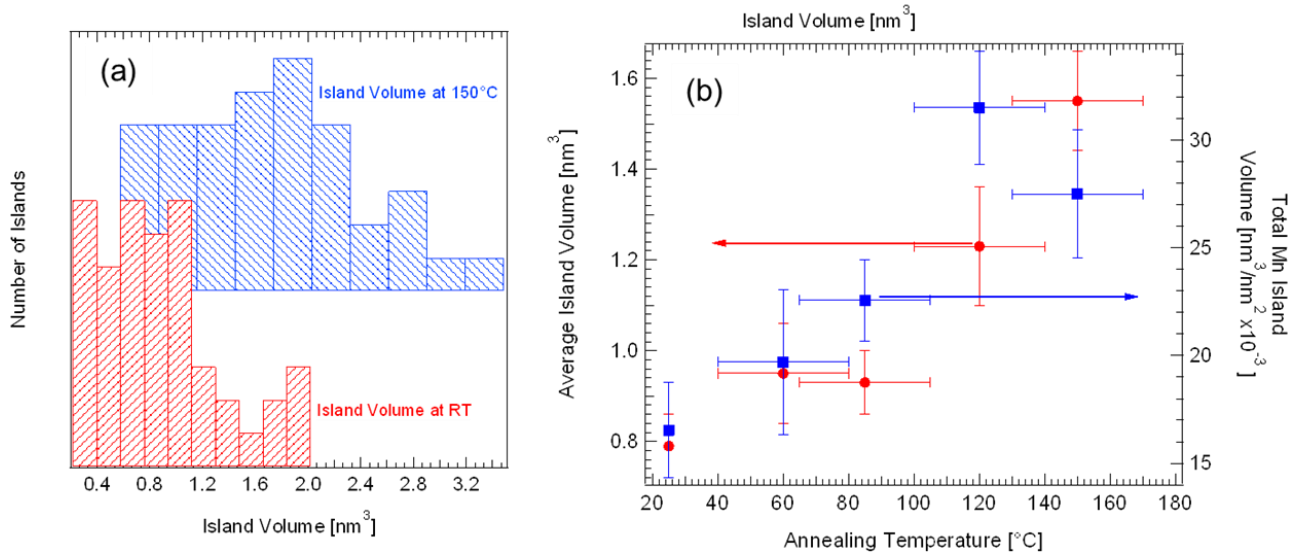 (a)
Island Volume at 150°C
Island Volume at RT
Number of Islands
0.4 0.8 1.2 1.6 2.0 2.4 2.8 3.2
Island Volume [nm³]
Island Volume [nm³]
(b)
1.6
1.4
1.2
1.0
0.8
Average Island Volume [nm³]
30
25
20
15
Total Mn Island
Volume [nm³/nm² x10⁻³]
20 40 60 80 100 120 140 160 180
Annealing Temperature [°C]